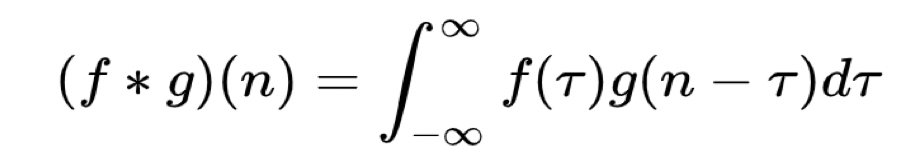 (f ∗ g)(n) = ∫_{−∞}^{∞} f(τ)g(n − τ)dτ